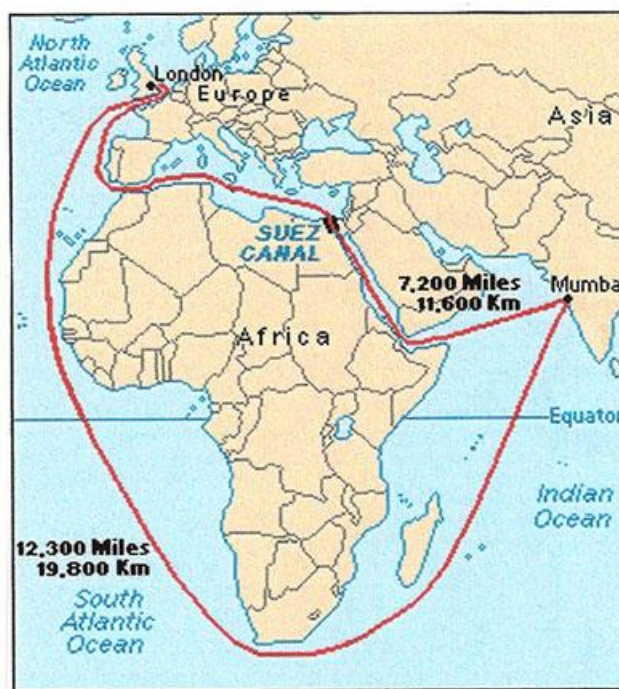 North
Atlantic
Ocean
London
Europe
Asia
SUEZ
CANAL
7,200 Miles
11,600 Km
Mumba
Africa
Equator
Indian
Ocean
12,300 Miles
19,800 Km
South
Atlantic
Ocean